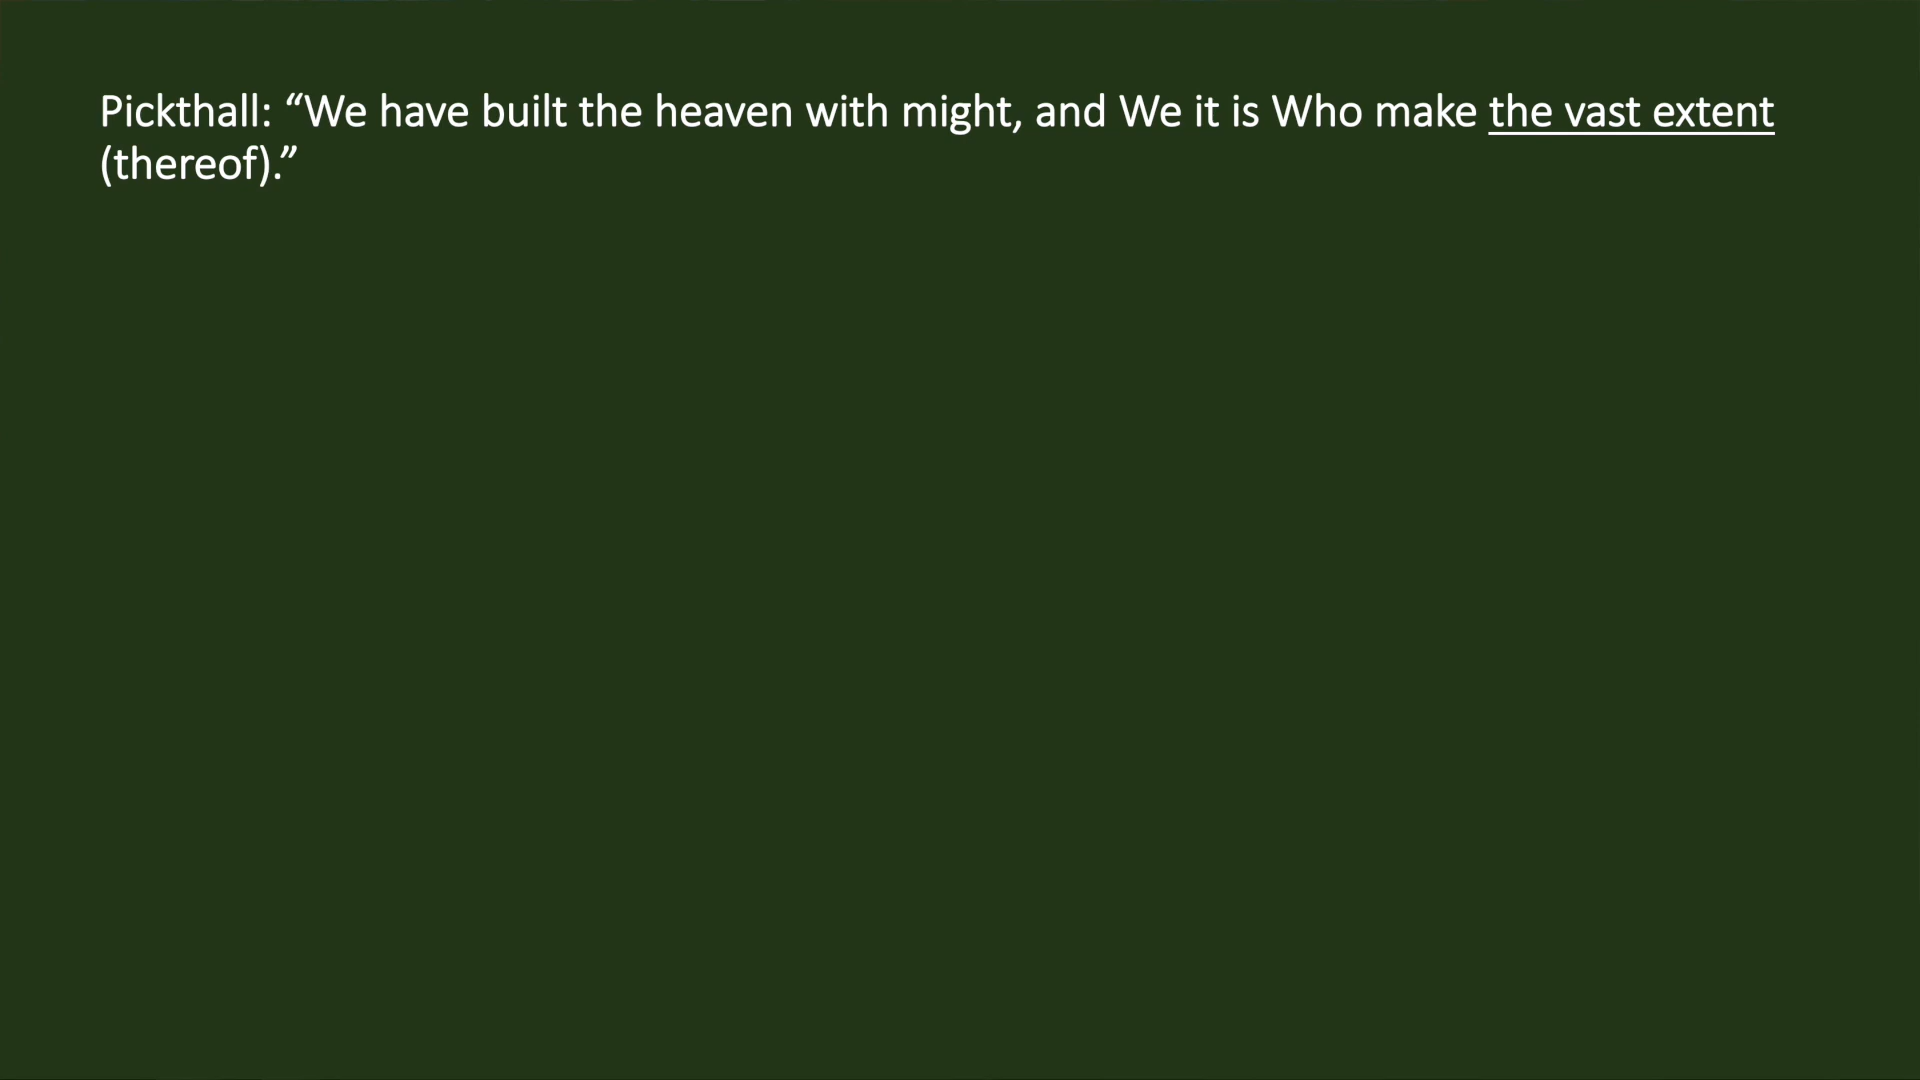 Pickthall: “We have built the heaven with might, and We it is Who make the vast extent
(thereof).”